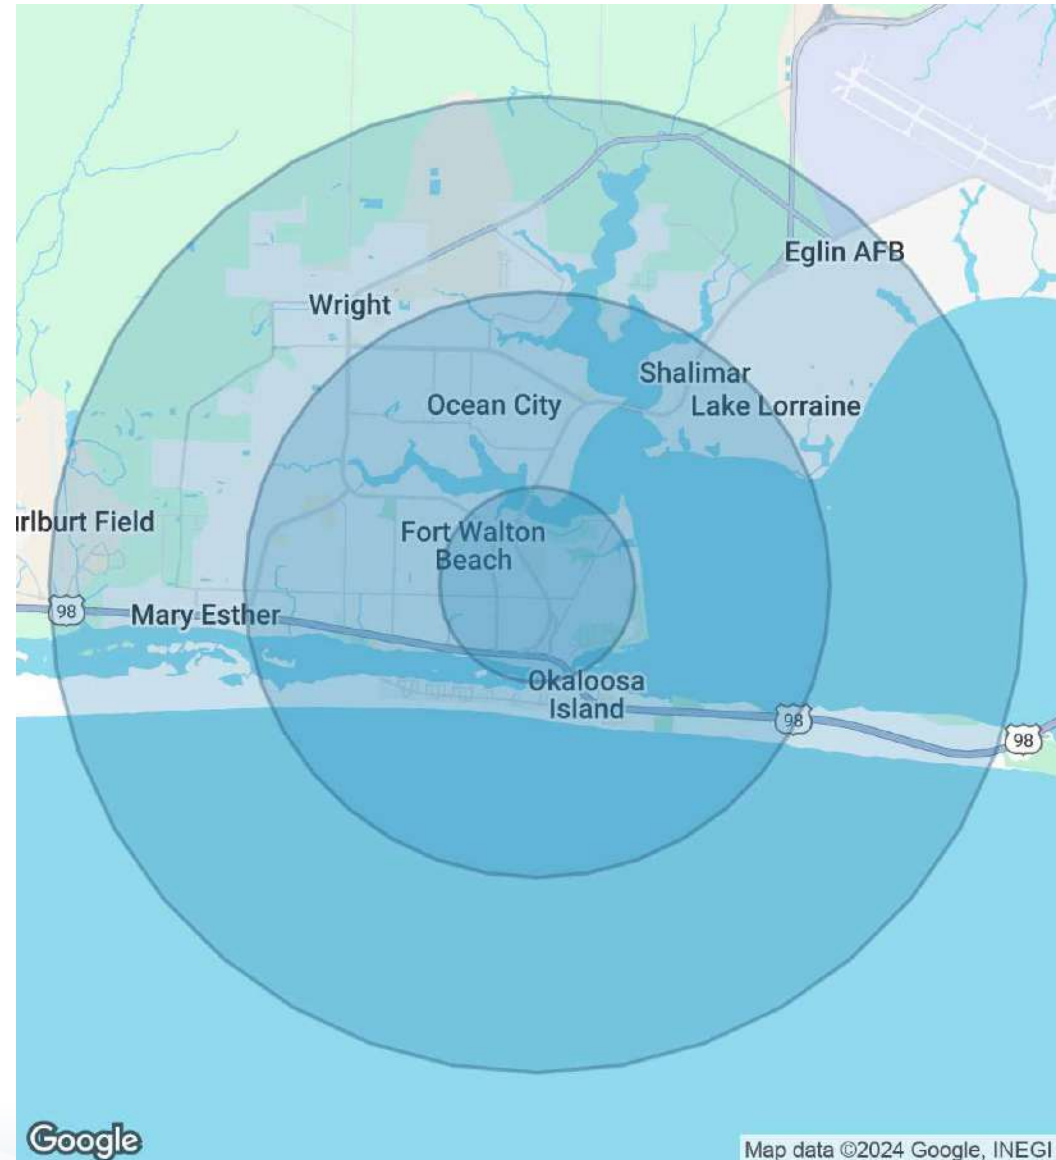 Eglin AFB
Wright
Shalimar
Ocean City
Lake Lorraine
urlburt Field
Fort Walton
Beach
98
Mary Esther
Okaloosa
Island
98
98
Google
Map data ©2024 Google, INEGI